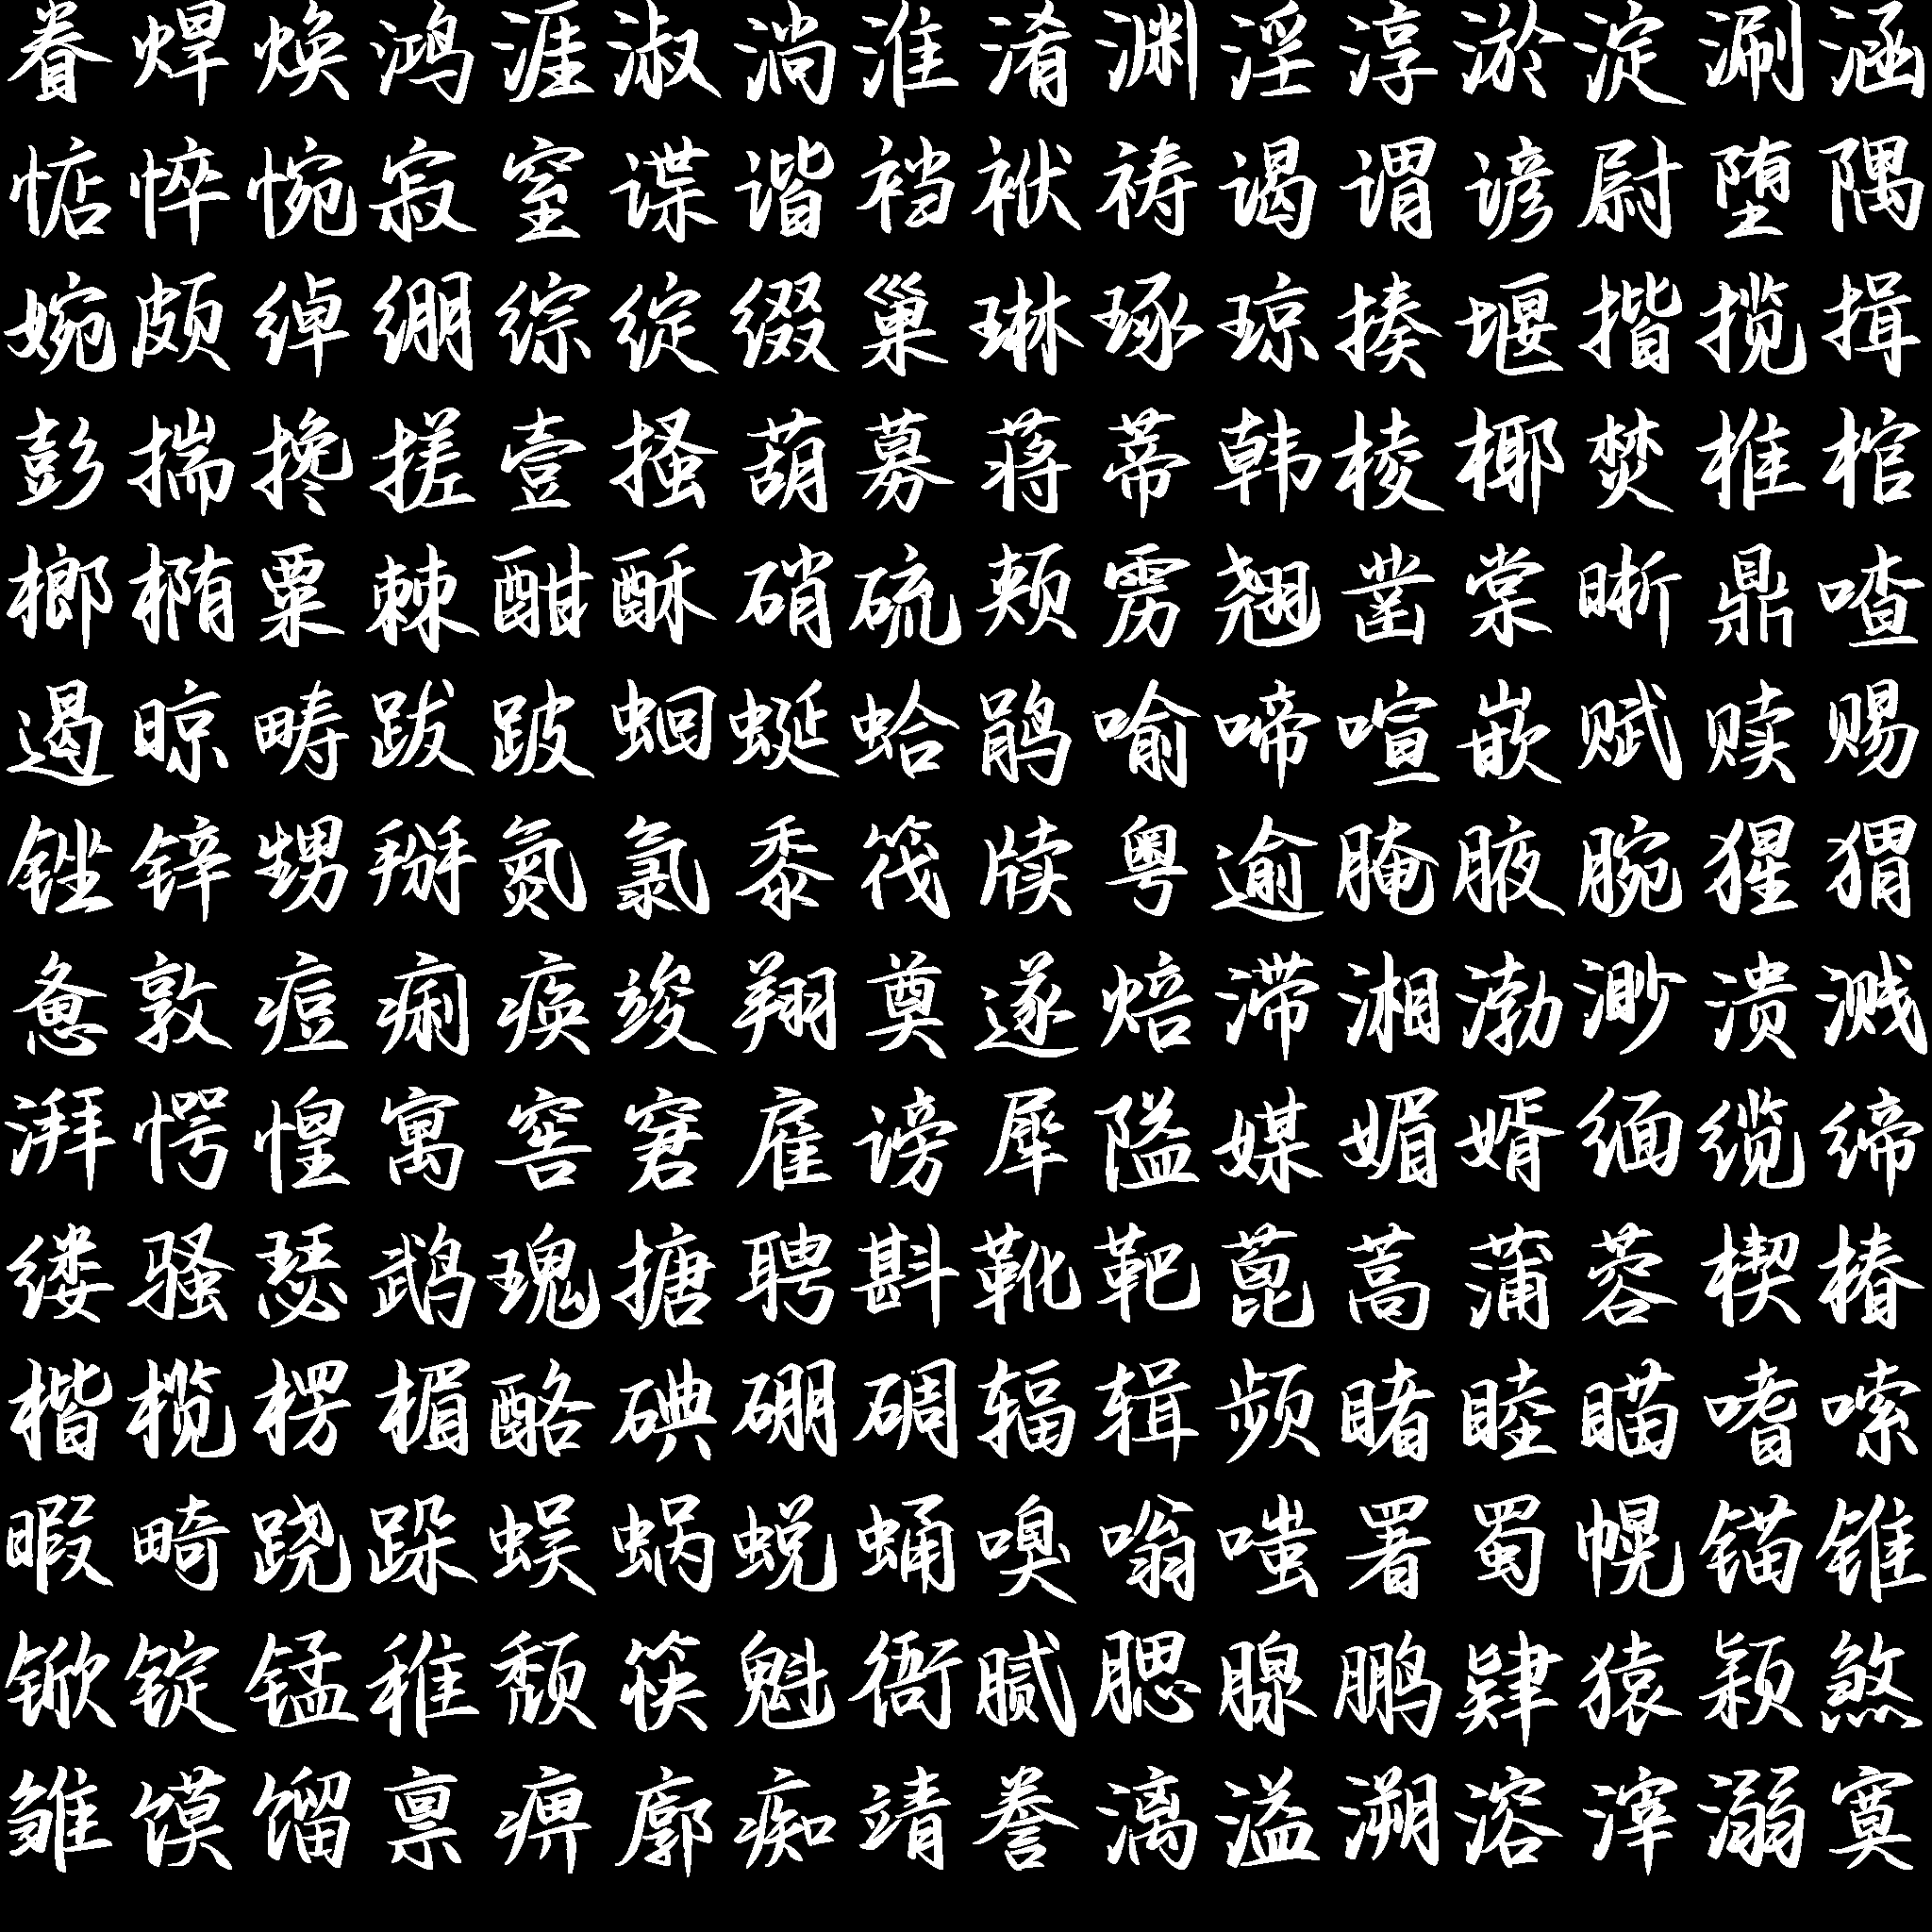 眷焊焕鸿涯淑淌淮淆渊淫淳淤淀涮涵
惦悴惋寂窒谍谐裆袱祷谒谓谚尉堕隅
婉颇绰绷综绽缀巢琳琢琼揍堰揩揽揖
彭揣搀搓壹搔葫募蒋蒂韩棱椰焚椎棺
榔椭粟棘酣酥硝硫颊雳翘凿棠晰鼎喳
遏晾畴跋跛蛔蜒蛤鹃喻啼喧嵌赋赎赐
锉锌甥掰氮氯黍筏牍粤逾腌腋腕猩猬
惫敦痘痢痪竣翔奠遂焙滞湘渤渺溃溅
湃愕惶寓窖窘雇谤犀隘媒媚婿缅缆缔
缕骚瑟鹉瑰搪聘斟靴靶蓖蒿蒲蓉楔椿
楷榄楞楣酪碘硼碉辐辑频睹睦瞄嗜嗦
暇畸跷跺蜈蜗蜕蛹嗅嗡嗤署蜀幌锚锥
锨锭锰稚颓筷魁衙腻腮腺鹏肄猿颖煞
雏馍馏禀痹廓痴靖誊漓溢溯溶滓溺寞